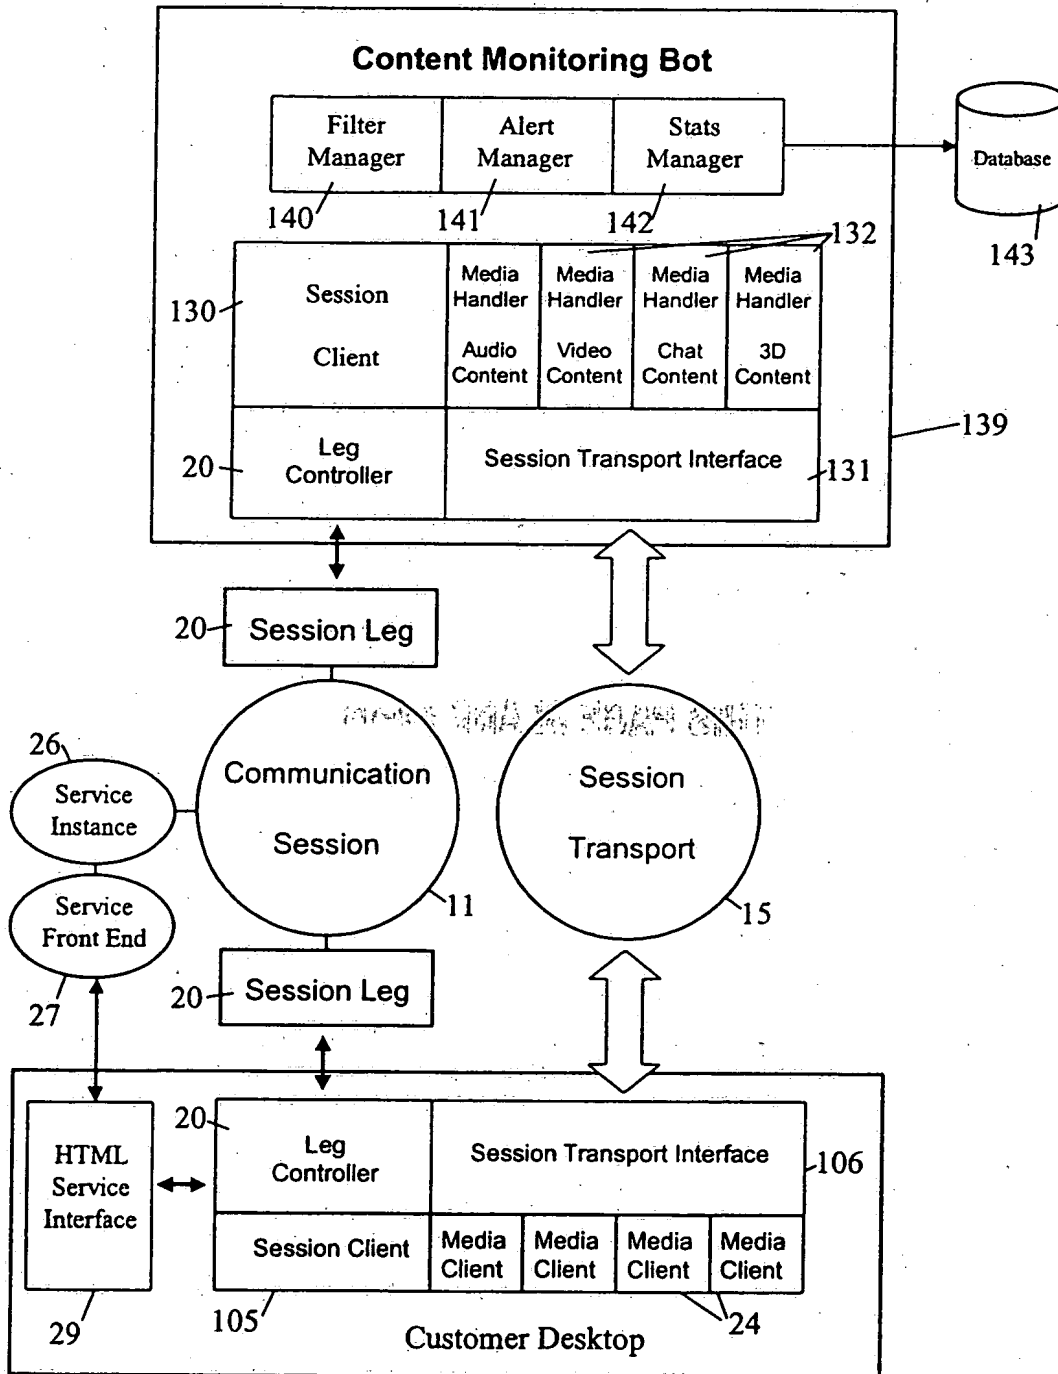 Content Monitoring Bot
Filter
Manager
Alert
Manager
Stats
Manager
Database
140
141
142
143
132
130
Session
Client
Media
Handler
Audio
Content
Media
Handler
Video
Content
Media
Handler
Chat
Content
Media
Handler
3D
Content
139
20
Leg
Controller
Session Transport Interface
131
20
Session Leg
26
Service
Instance
Communication
Session
Session
Transport
11
15
Service
Front End
27
20
Session Leg
HTML
Service
Interface
20
Leg
Controller
Session Transport Interface
106
Session Client
Media
Client
Media
Client
Media
Client
Media
Client
29
105
24
Customer Desktop